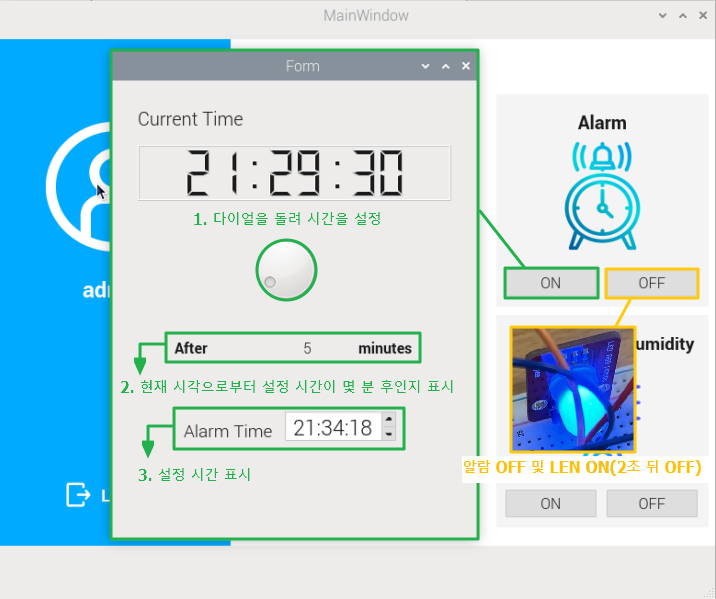 MainWindow
Form
Current Time
21:29:30
1. 다이얼을 돌려 시간을 설정
After 5 minutes
2. 현재 시각으로부터 설정 시간이 몇 분 후인지 표시
Alarm Time 21:34:18
3. 설정 시간 표시
Alarm
ON OFF
umidity
알람 OFF 및 LEN ON(2초 뒤 OFF)
ON OFF
adı
L